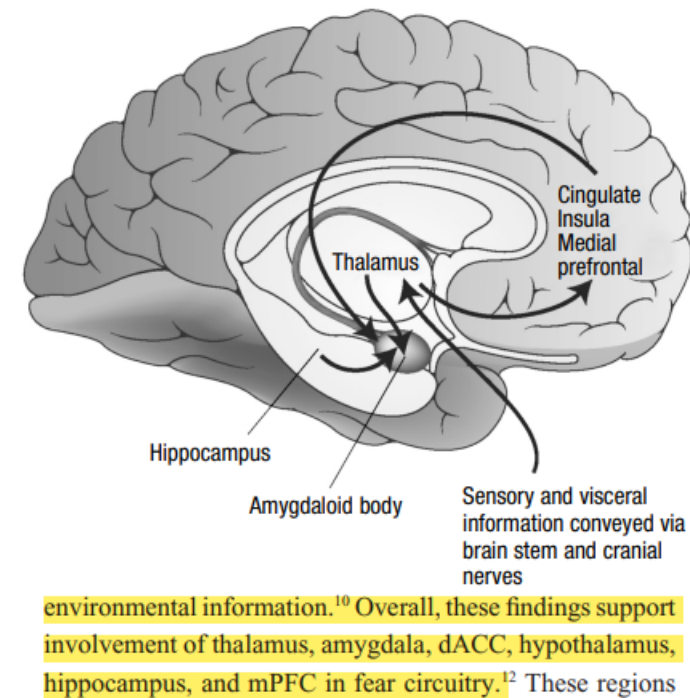 Thalamus
Cingulate
Insula
Medial
prefrontal
Hippocampus
Amygdaloid body
Sensory and visceral
information conveyed via
brain stem and cranial
nerves
environmental information.10 Overall, these findings support
involvement of thalamus, amygdala, dACC, hypothalamus,
hippocampus, and mPFC in fear circuitry.12 These regions